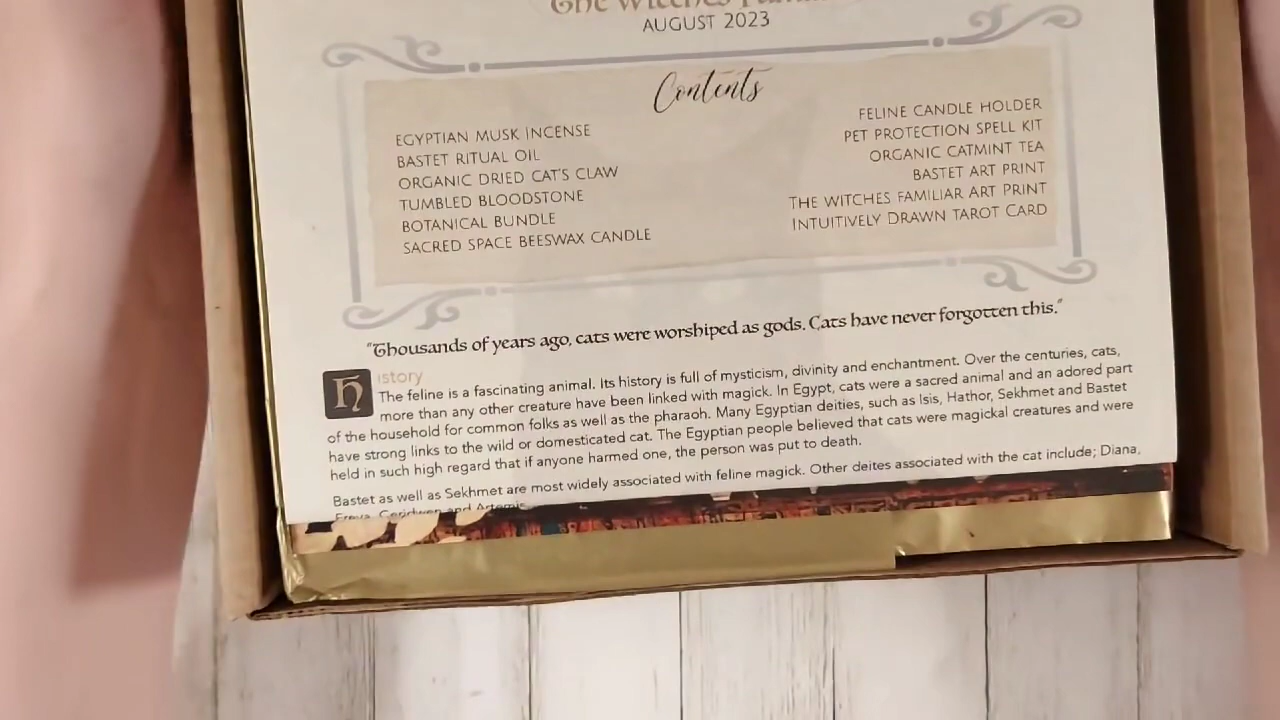 The Witches
AUGUST 2023
Contents
EGYPTIAN MUSK INCENSE
BASTET RITUAL OIL
ORGANIC DRIED CAT'S CLAW
TUMBLED BLOODSTONE
BOTANICAL BUNDLE
SACRED SPACE BEESWAX CANDLE
FELINE CANDLE HOLDER
PET PROTECTION SPELL KIT
ORGANIC CATMINT TEA
BASTET ART PRINT
THE WITCHES FAMILIAR ART PRINT
INTUITIVELY DRAWN TAROT CARD
"Thousands of years ago, cats were worshiped as gods. Cats have never forgotten this."
History
The feline is a fascinating animal. Its history is full of mysticism, divinity and enchantment. Over the centuries, cats,
more than any other creature have been linked with magick. In Egypt, cats were a sacred animal and an adored part
of the household for common folks as well as the pharaoh. Many Egyptian deities, such as Isis, Hathor, Sekhmet and Bastet
have strong links to the wild or domesticated cat. The Egyptian people believed that cats were magickal creatures and were
held in such high regard that if anyone harmed one, the person was put to death.
Bastet as well as Sekhmet are most widely associated with feline magick. Other deites associated with the cat include; Diana,
Freya, Ceridwen and Artemis